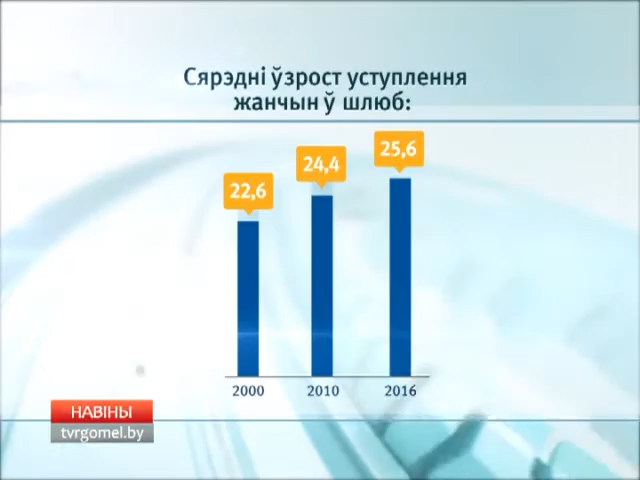 Сярэдні ўзрост уступлення
жанчын ў шлюб:
22,6
24,4
25,6
2000
2010
2016
НАВІНЫ
tvrgomel.by